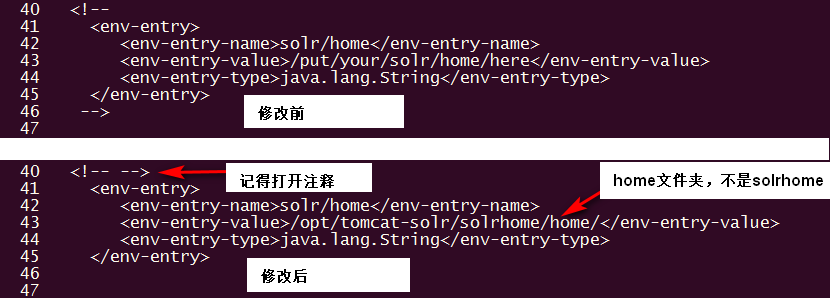 40 <!--
41 <env-entry>
42 <env-entry-name>solr/home</env-entry-name>
43 <env-entry-value>/put/your/solr/home/here</env-entry-value>
44 <env-entry-type>java.lang.String</env-entry-type>
45 </env-entry>
46 -->
修改前
47
40 <!-- -->
记得打开注释
home文件夹，不是solrhome
41 <env-entry>
42 <env-entry-name>solr/home</env-entry-name>
43 <env-entry-value>/opt/tomcat-solr/solrhome/home/</env-entry-value>
44 <env-entry-type>java.lang.String</env-entry-type>
45 </env-entry>
46
修改后
47